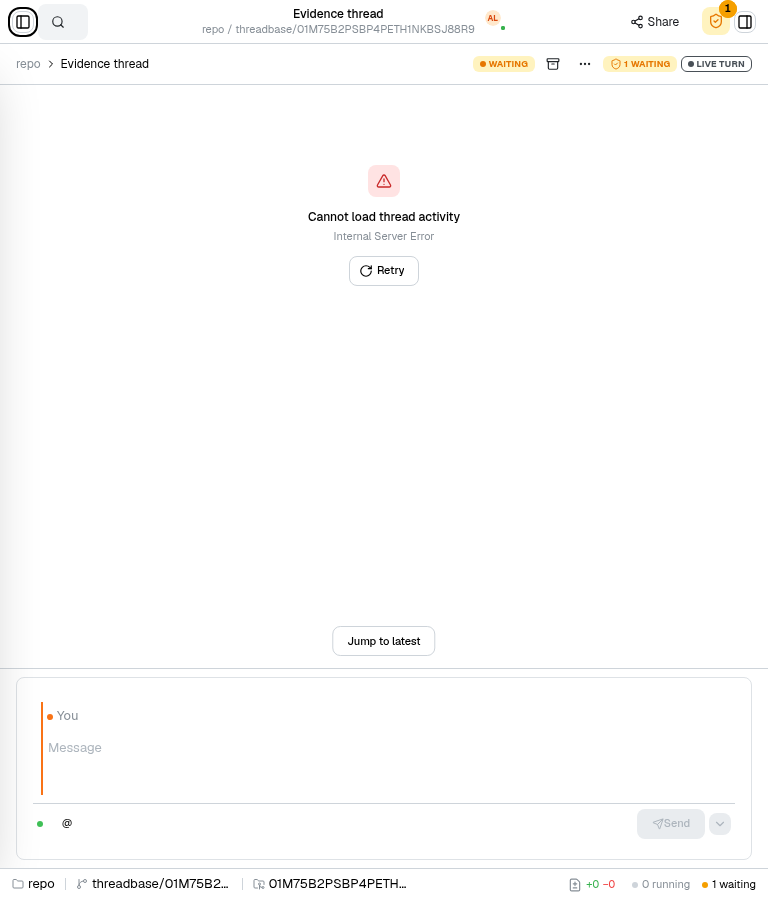 Evidence thread
repo / threadbase/01M75B2PSBP4PETH1NKBSJ88R9
AL
Share
1
repo > Evidence thread
WAITING
1 WAITING
LIVE TURN
Cannot load thread activity
Internal Server Error
Retry
Jump to latest
You
Message
@
Send
repo
threadbase/01M75B2...
01M75B2PSBP4PETH...
+0 −0
0 running
1 waiting